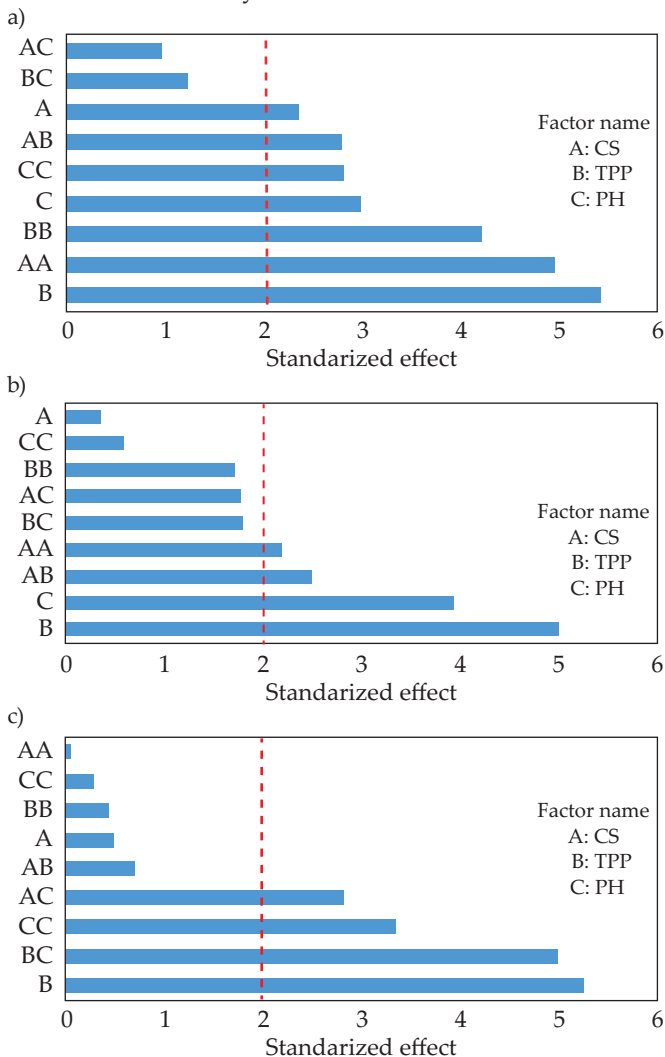 a)
AC
BC
A
AB
CC
C
BB
AA
B
Factor name
A: CS
B: TPP
C: PH
0 1 2 3 4 5 6
Standarized effect
b)
A
CC
BB
AC
BC
AA
AB
C
B
Factor name
A: CS
B: TPP
C: PH
0 1 2 3 4 5 6
Standarized effect
c)
AA
CC
BB
A
AB
AC
CC
BC
B
Factor name
A: CS
B: TPP
C: PH
0 1 2 3 4 5 6
Standarized effect